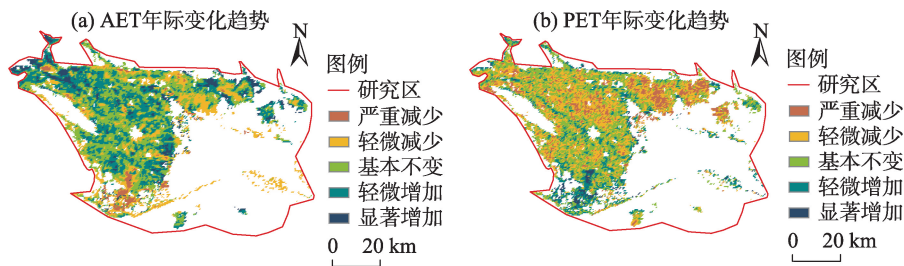 (a) AET年际变化趋势
N
图例
研究区
严重减少
轻微减少
基本不变
轻微增加
显著增加
0 20 km
(b) PET年际变化趋势
N
图例
研究区
严重减少
轻微减少
基本不变
轻微增加
显著增加
0 20 km